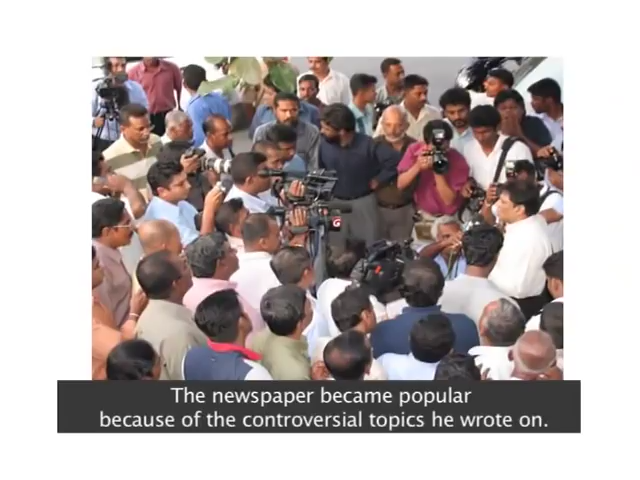 The newspaper became popular
because of the controversial topics he wrote on.